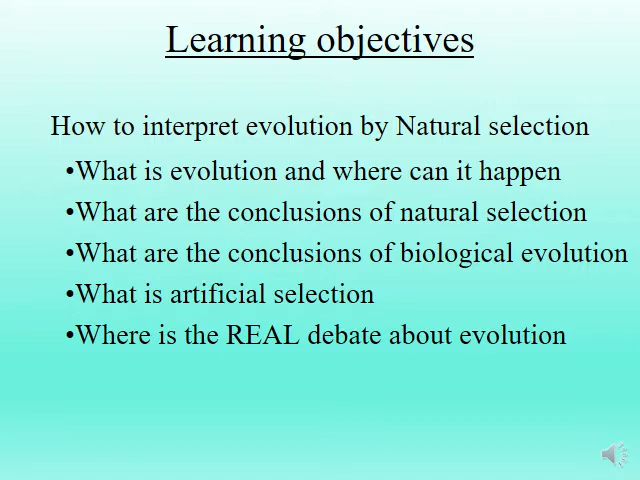 Learning objectives
How to interpret evolution by Natural selection
•What is evolution and where can it happen
•What are the conclusions of natural selection
•What are the conclusions of biological evolution
•What is artificial selection
•Where is the REAL debate about evolution